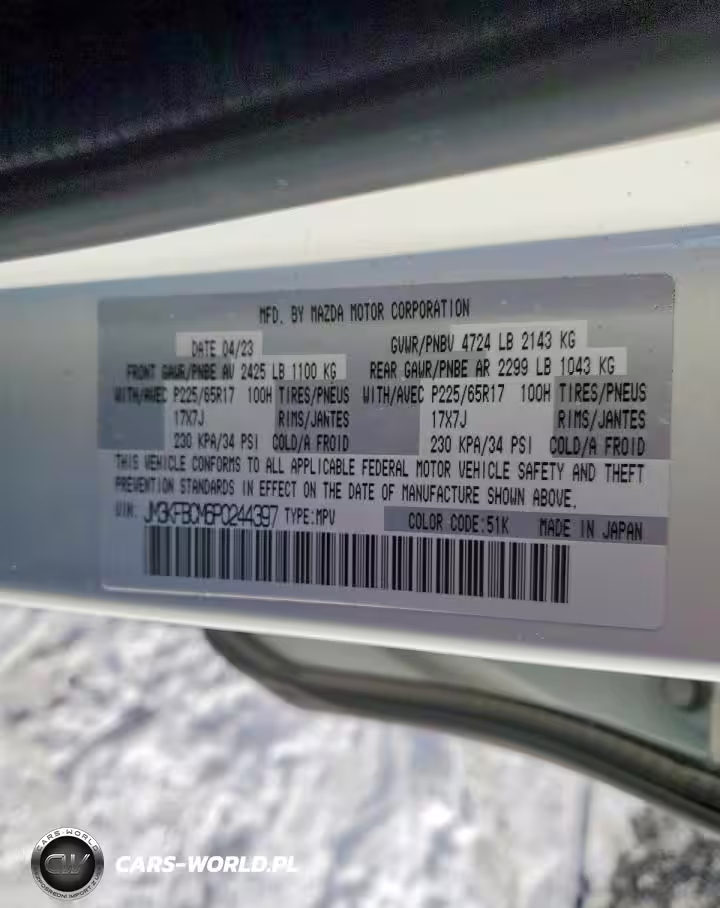 MFD. BY MAZDA MOTOR CORPORATION
DATE 04/23 GVWR/PNBV 4724 LB 2143 KG
FRONT GAWR/PNBE AV 2425 LB 1100 KG REAR GAWR/PNBE AR 2299 LB 1043 KG
WITH/AVEC P225/65R17 100H TIRES/PNEUS WITH/AVEC P225/65R17 100H TIRES/PNEUS
17X7J RIMS/JANTES 17X7J RIMS/JANTES
230 KPA/34 PSI COLD/A FROID 230 KPA/34 PSI COLD/A FROID
THIS VEHICLE CONFORMS TO ALL APPLICABLE FEDERAL MOTOR VEHICLE SAFETY AND THEFT
PREVENTION STANDARDS IN EFFECT ON THE DATE OF MANUFACTURE SHOWN ABOVE.
VIN: JM3KFBCM6P0244397 TYPE:MPV COLOR CODE:51K MADE IN JAPAN
CARS-WORLD
CW
CARS-WORLD.PL